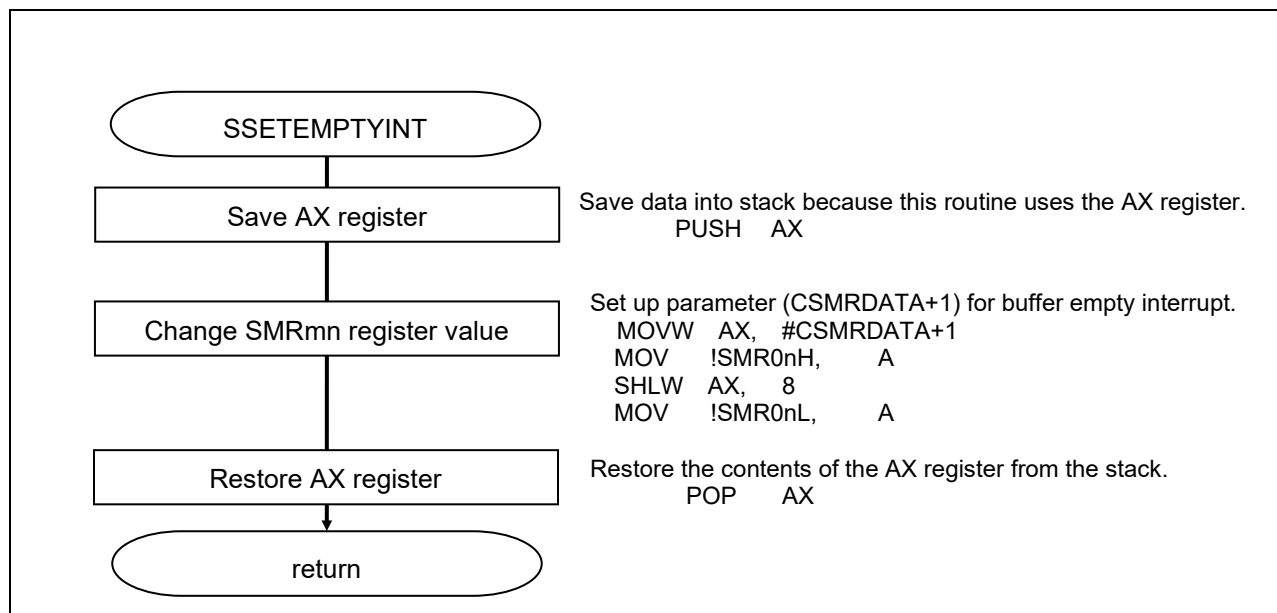 SSETEMPTYINT
Save AX register
Save data into stack because this routine uses the AX register.
PUSH AX
Change SMRmn register value
Set up parameter (CSMRDATA+1) for buffer empty interrupt.
MOVW AX, #CSMRDATA+1
MOV !SMR0nH, A
SHLW AX, 8
MOV !SMR0nL, A
Restore AX register
Restore the contents of the AX register from the stack.
POP AX
return